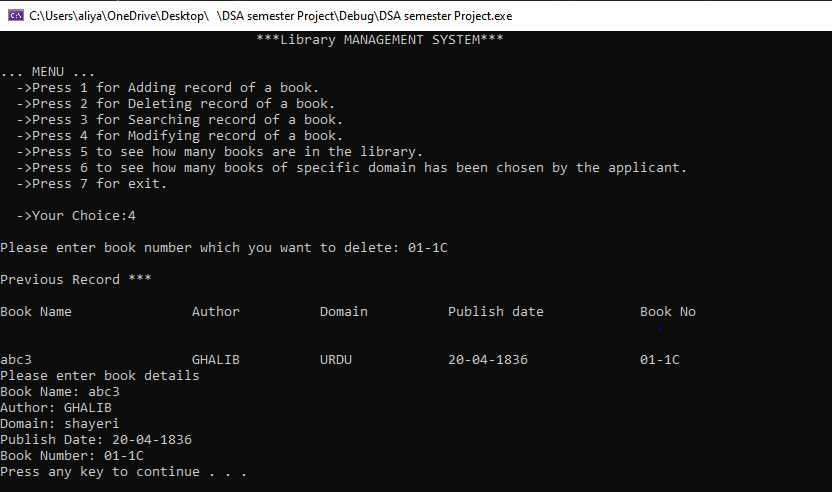 C:\Users\aliya\OneDrive\Desktop\ \DSA semester Project\Debug\DSA semester Project.exe
***Library MANAGEMENT SYSTEM***
... MENU ...
->Press 1 for Adding record of a book.
->Press 2 for Deleting record of a book.
->Press 3 for Searching record of a book.
->Press 4 for Modifying record of a book.
->Press 5 to see how many books are in the library.
->Press 6 to see how many books of specific domain has been chosen by the applicant.
->Press 7 for exit.
->Your Choice:4
Please enter book number which you want to delete: 01-1C
Previous Record ***
Book Name Author Domain Publish date Book No
abc3 GHALIB URDU 20-04-1836 01-1C
Please enter book details
Book Name: abc3
Author: GHALIB
Domain: shayeri
Publish Date: 20-04-1836
Book Number: 01-1C
Press any key to continue . . .